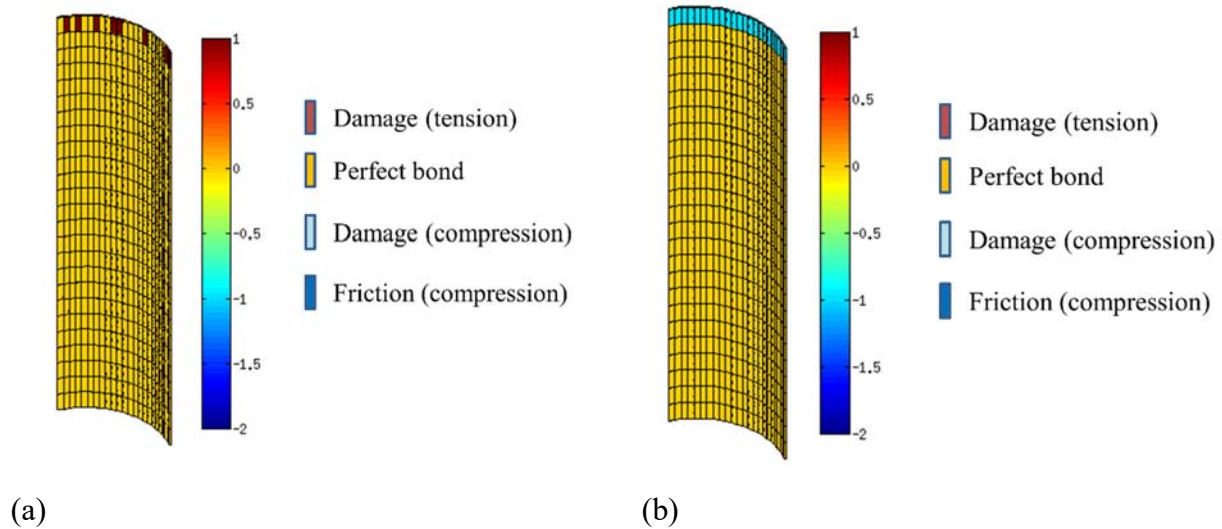 1
0.5
0
-0.5
-1
-1.5
-2
Damage (tension)
Perfect bond
Damage (compression)
Friction (compression)
(a)
1
0.5
0
-0.5
-1
-1.5
-2
Damage (tension)
Perfect bond
Damage (compression)
Friction (compression)
(b)